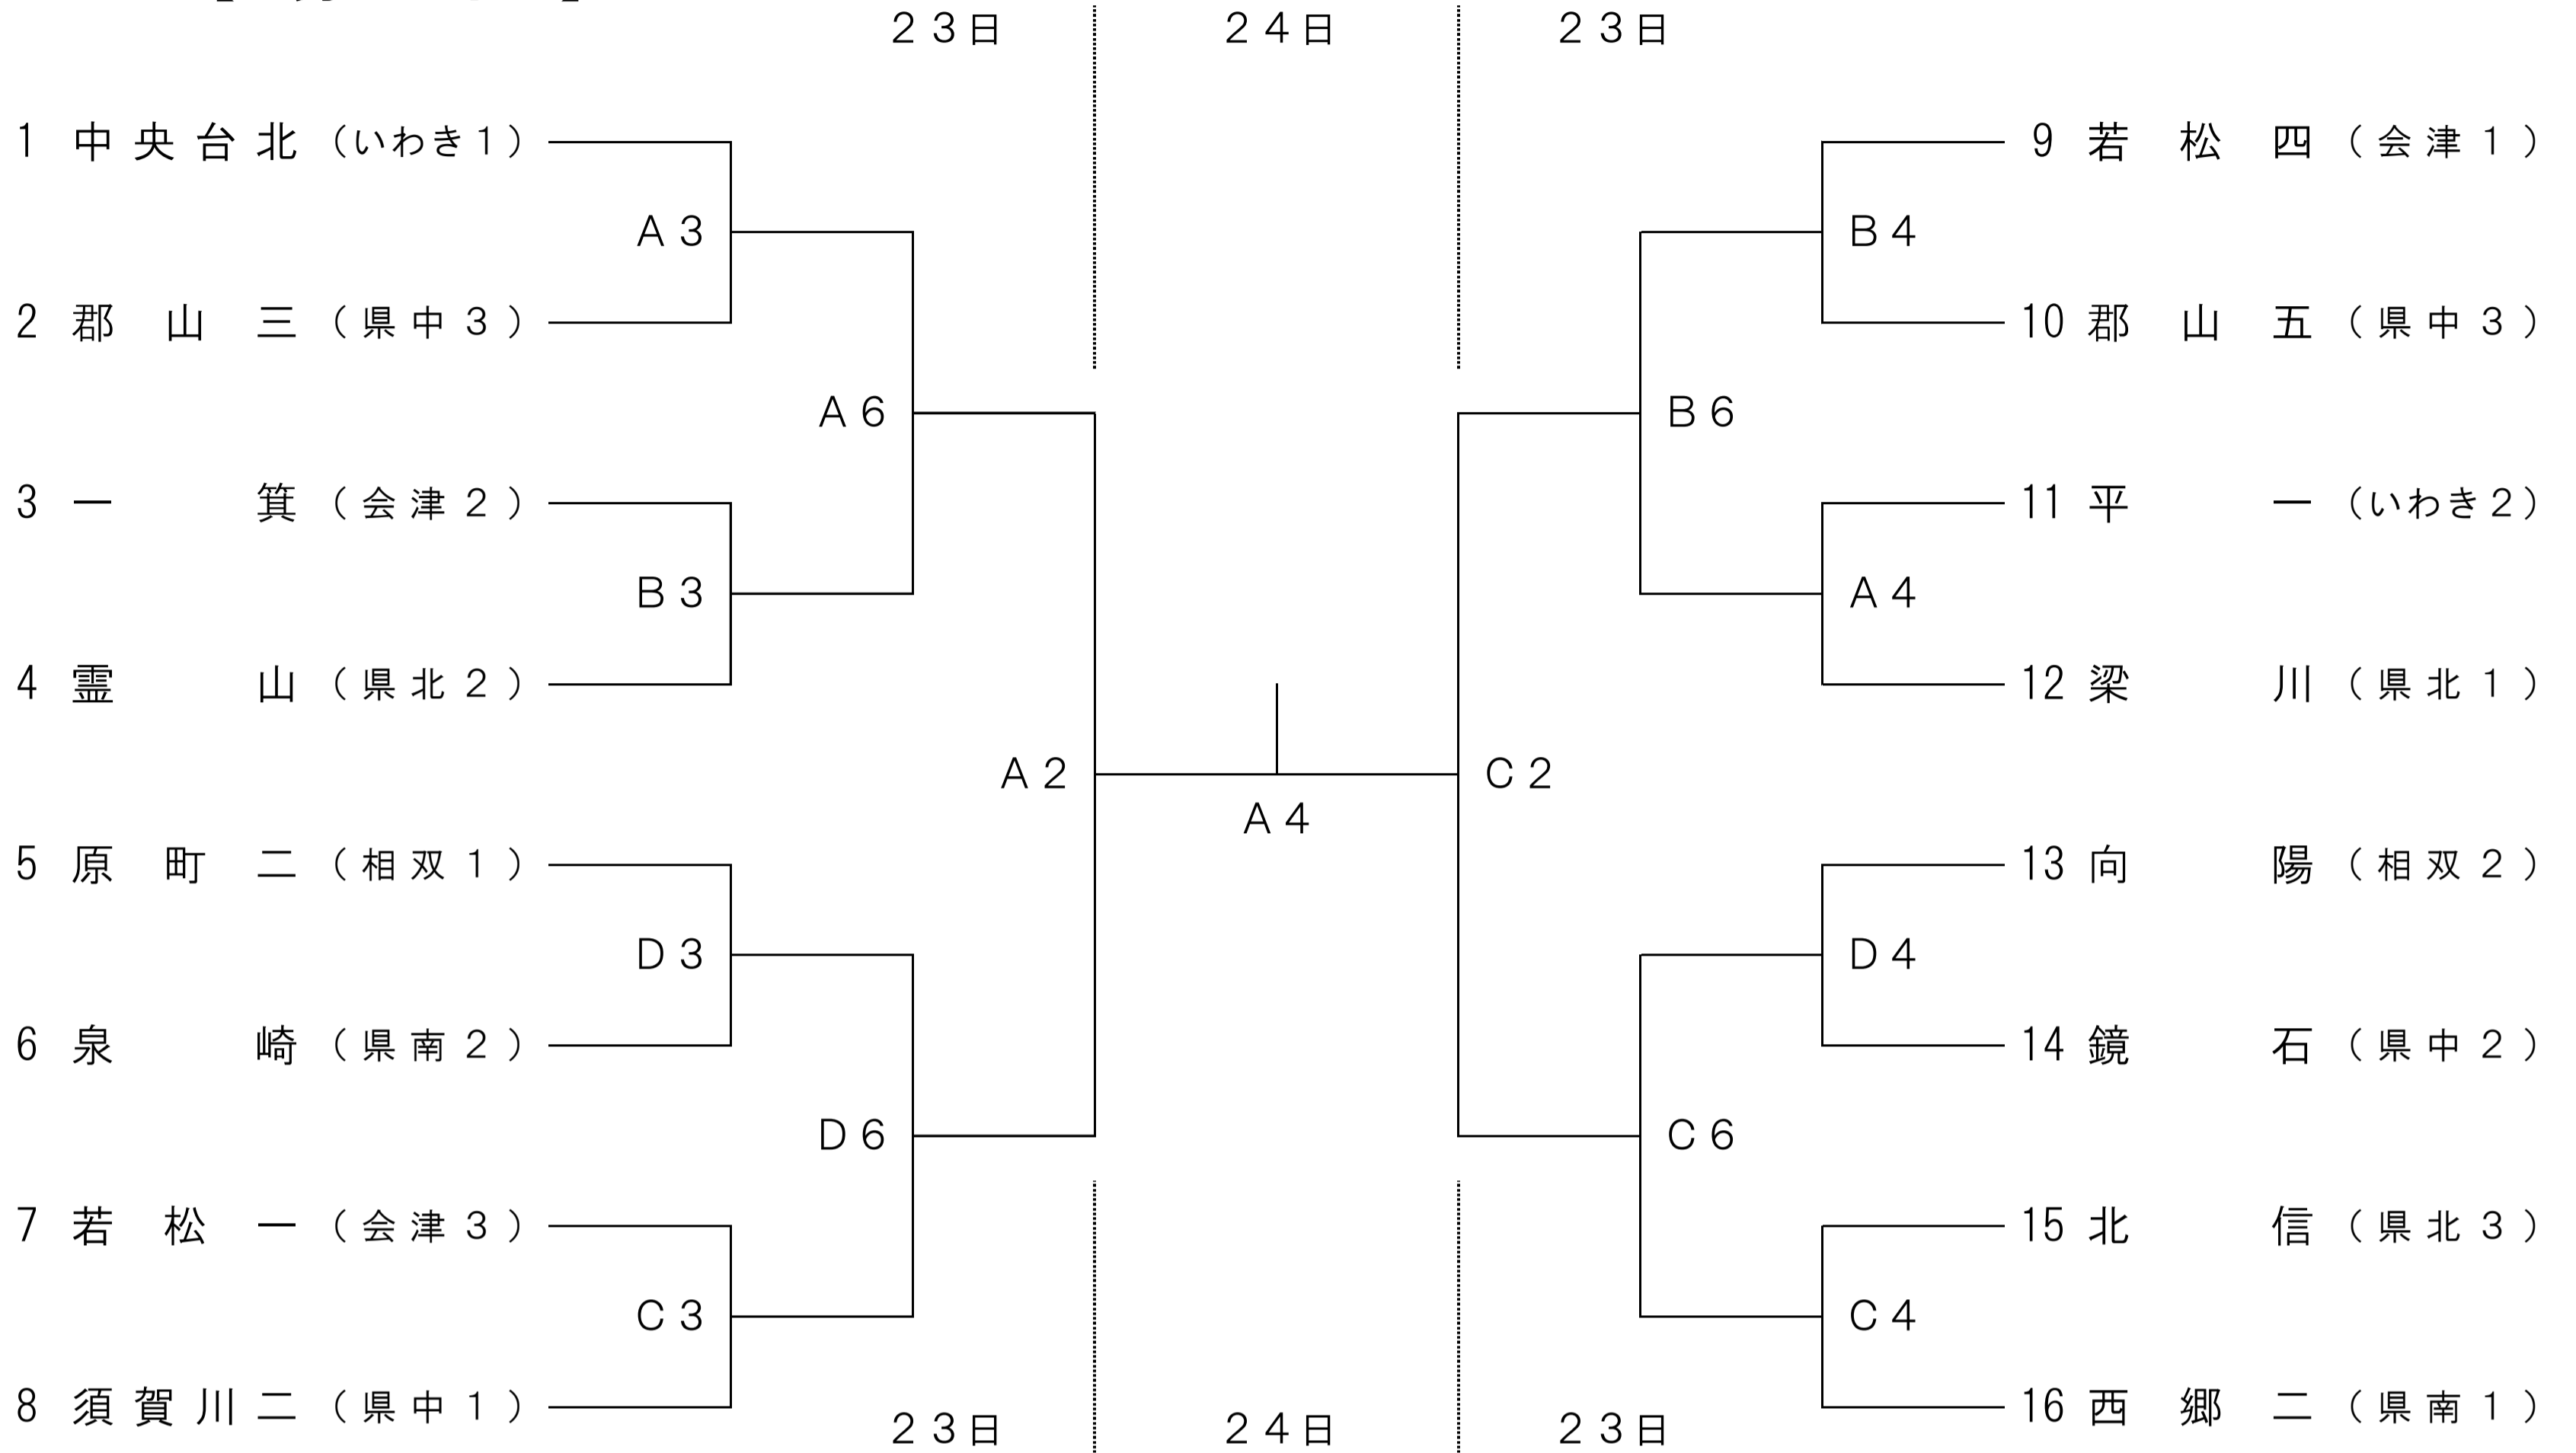 23日 24日 23日
1 中央台北 (いわき1) 9 若松四 (会津1)
A3 B4
2 郡山三 (県中3) 10 郡山五 (県中3)
A6 B6
3 一箕 (会津2) 11 平一 (いわき2)
B3 A4
4 霊山 (県北2) 12 梁川 (県北1)
A2 C2
A4
5 原町二 (相双1) 13 向陽 (相双2)
D3 D4
6 泉崎 (県南2) 14 鏡石 (県中2)
D6 C6
7 若松一 (会津3) 15 北信 (県北3)
C3 C4
8 須賀川二 (県中1) 16 西郷二 (県南1)
23日 24日 23日